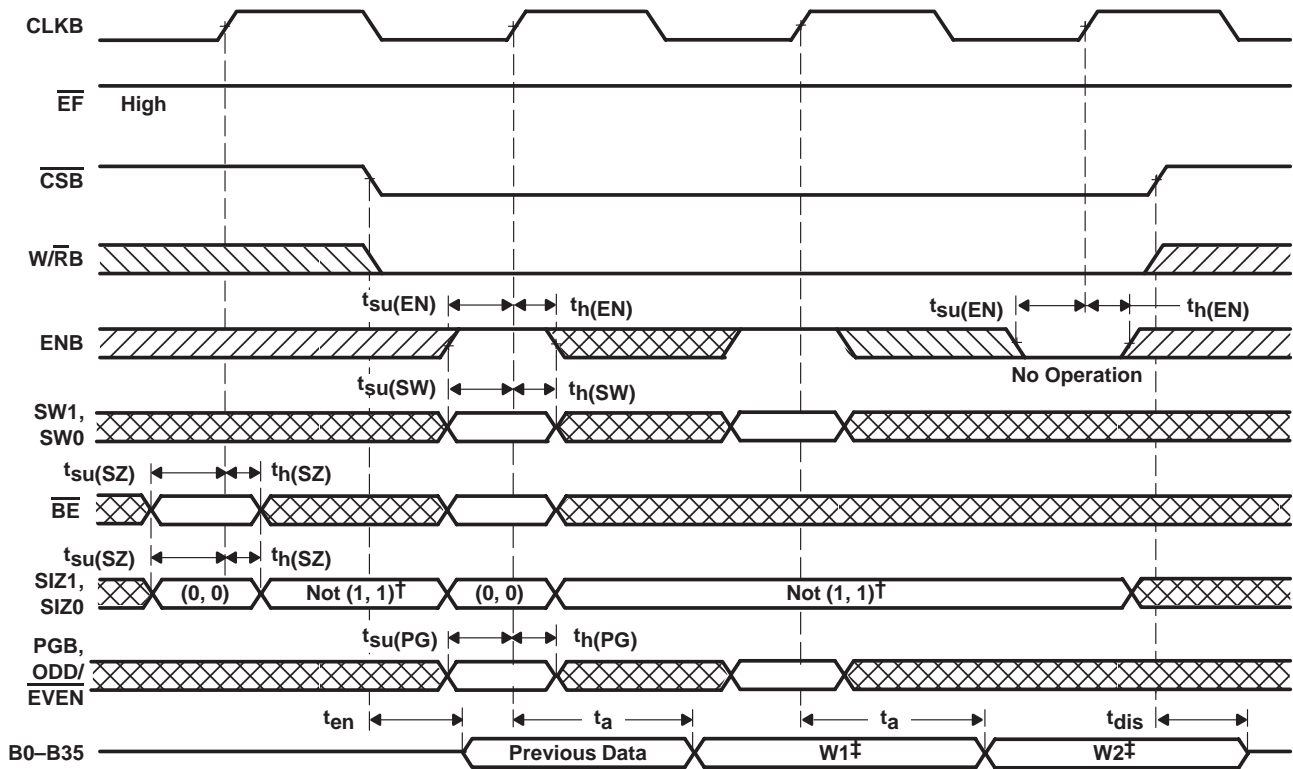 CLKB
EF High
CSB
W/RB
tsu(EN) th(EN) tsu(EN) th(EN)
ENB
No Operation
tsu(SW) th(SW)
SW1,
SW0
tsu(SZ) th(SZ)
BE
tsu(SZ) th(SZ)
SIZ1,
SIZ0
(0, 0) Not (1, 1)† (0, 0) Not (1, 1)†
tsu(PG) th(PG)
PGB,
ODD/
EVEN
ten ta ta tdis
B0–B35 Previous Data W1‡ W2‡